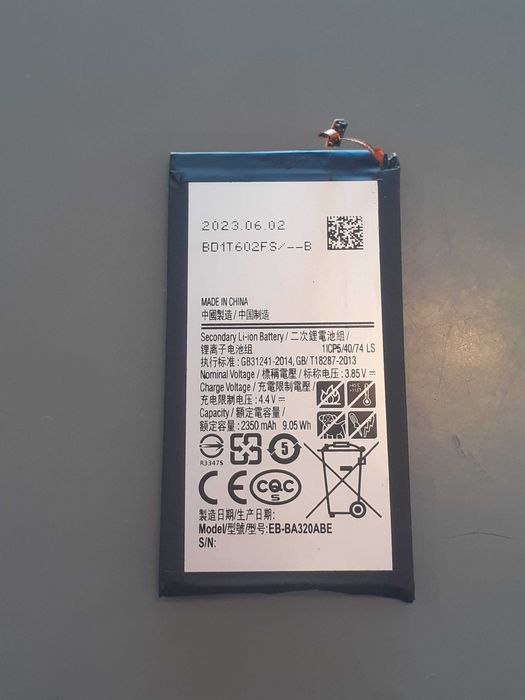 2023.06.02
BD1T602FS/--B
MADE IN CHINA
中國製造/中国制造
Secondary Li-ion Battery / 二次鋰電池組/
锂离子电池组 1ICP5/40/74 LS
执行标准: GB31241-2014, GB/ T18287-2013
Nominal Voltage / 標稱電壓 / 标称电压: 3.85V⎓
Charge Voltage / 充電限制電壓 /
充电限制电压: 4.4V⎓
Capacity / 額定電容量 /
额定容量: 2350 mAh 9.05 Wh
R33475
5
CE CQC
S
製造日期/生产日期:
Model/型號/型号:EB-BA320ABE
S/N: